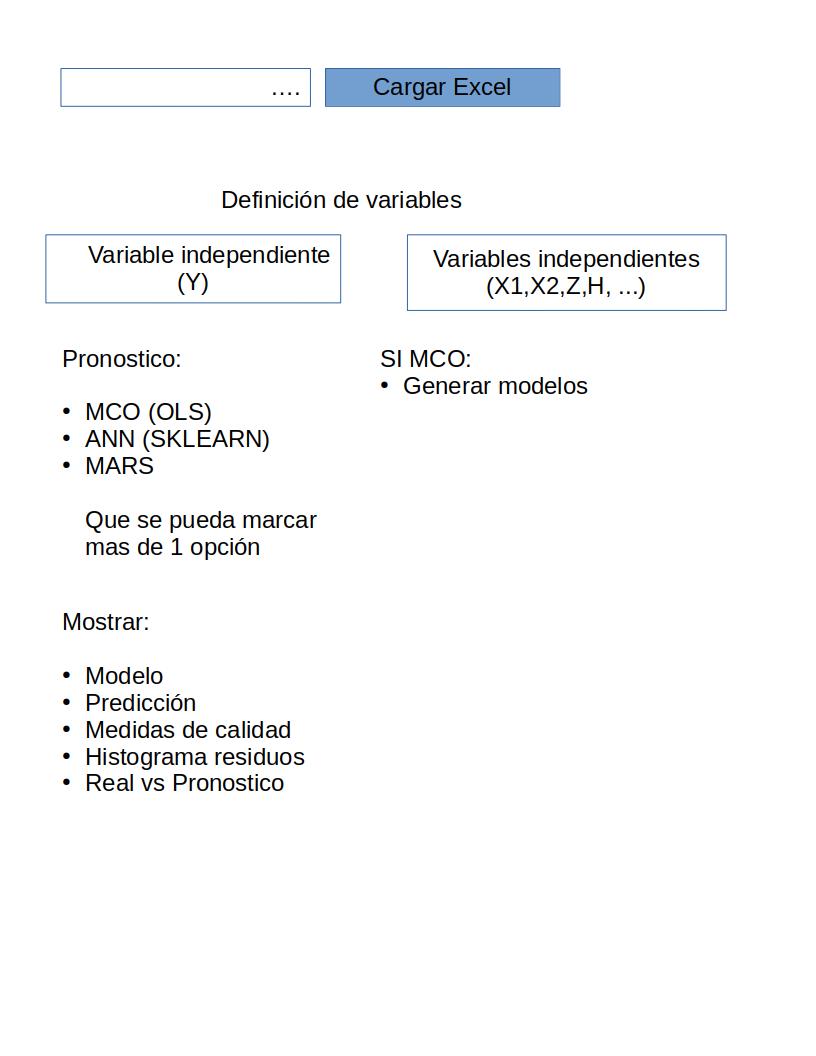 ....
Cargar Excel
Definición de variables
Variable independiente
(Y)
Variables independientes
(X1,X2,Z,H, ...)
Pronostico:
• MCO (OLS)
• ANN (SKLEARN)
• MARS
Que se pueda marcar
mas de 1 opción
SI MCO:
• Generar modelos
Mostrar:
• Modelo
• Predicción
• Medidas de calidad
• Histograma residuos
• Real vs Pronostico